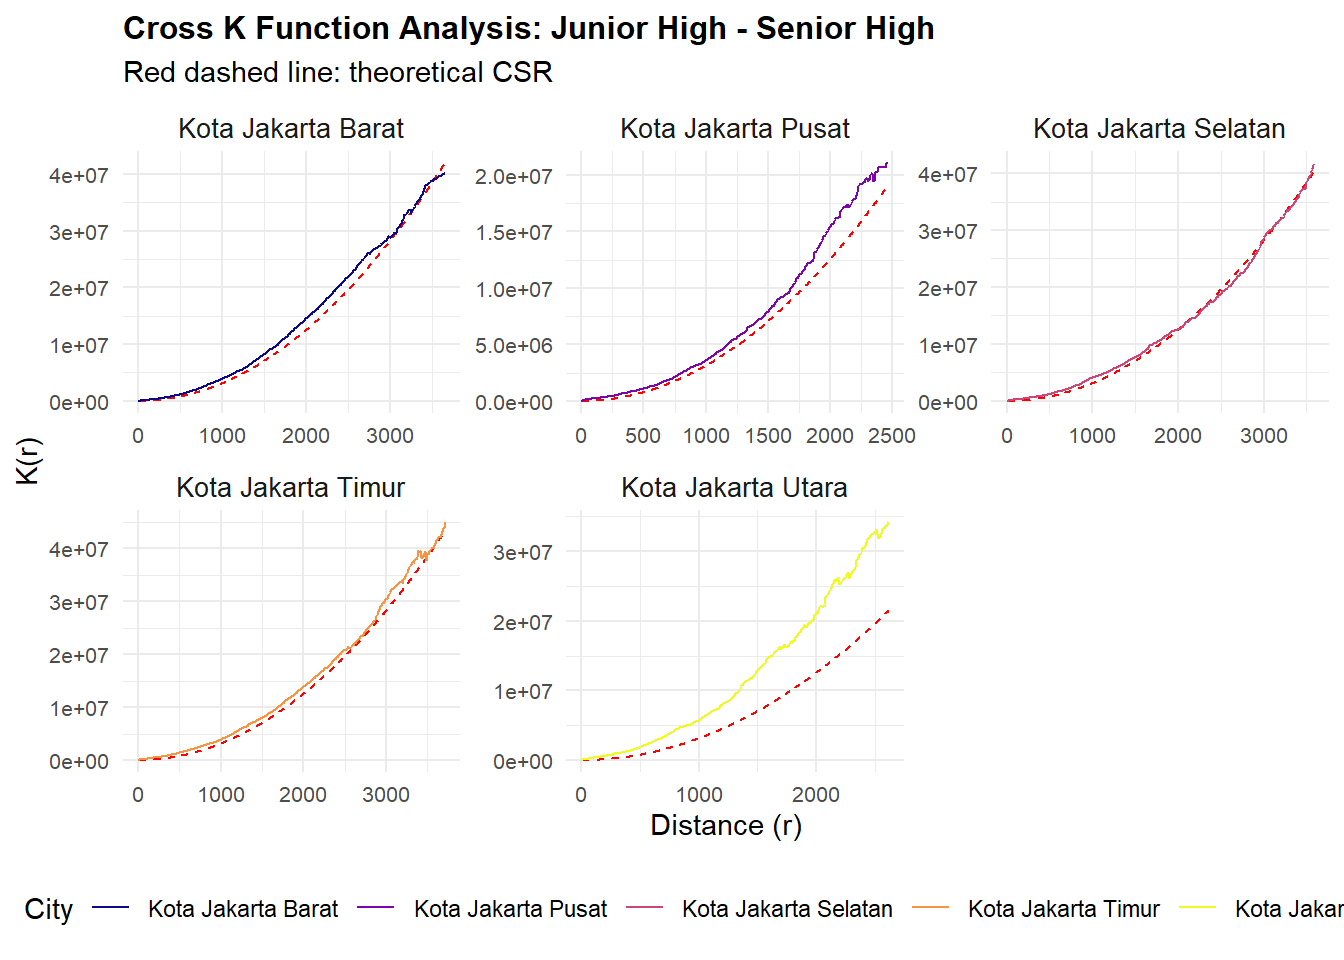 Cross K Function Analysis: Junior High - Senior High
Red dashed line: theoretical CSR
Kota Jakarta Barat
Kota Jakarta Pusat
Kota Jakarta Selatan
4e+07
3e+07
2e+07
1e+07
0e+00
2.0e+07
1.5e+07
1.0e+07
5.0e+06
0.0e+00
4e+07
3e+07
2e+07
1e+07
0e+00
0 1000 2000 3000
0 500 1000 1500 2000 2500
0 1000 2000 3000
K(r)
Kota Jakarta Timur
Kota Jakarta Utara
4e+07
3e+07
2e+07
1e+07
0e+00
3e+07
2e+07
1e+07
0e+00
0 1000 2000 3000
0 1000 2000
Distance (r)
City Kota Jakarta Barat Kota Jakarta Pusat Kota Jakarta Selatan Kota Jakarta Timur Kota Jakar